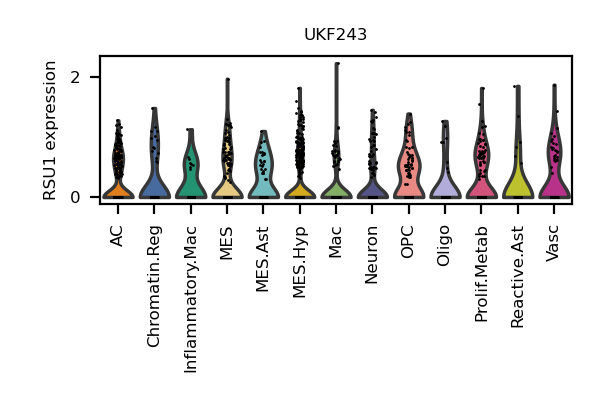 UKF243
RSU1 expression
2
0
AC
Chromatin.Reg
Inflammatory.Mac
MES
MES.Ast
MES.Hyp
Mac
Neuron
OPC
Oligo
Prolif.Metab
Reactive.Ast
Vasc